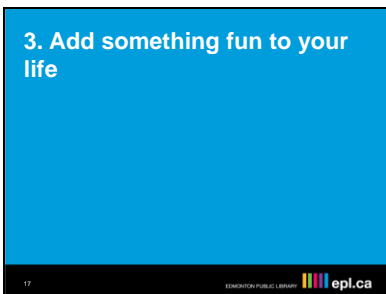 3. Add something fun to your
life
17
EDMONTON PUBLIC LIBRARY epl.ca